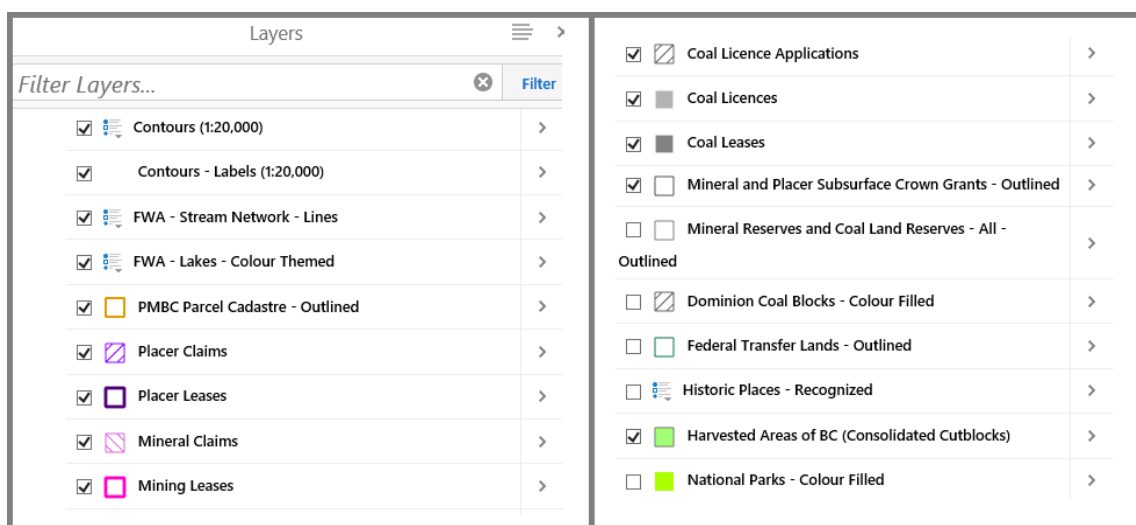 Layers
Filter Layers...
Filter
Contours (1:20,000)
Contours - Labels (1:20,000)
FWA - Stream Network - Lines
FWA - Lakes - Colour Themed
PMBC Parcel Cadastre - Outlined
Placer Claims
Placer Leases
Mineral Claims
Mining Leases
Coal Licence Applications
Coal Licences
Coal Leases
Mineral and Placer Subsurface Crown Grants - Outlined
Mineral Reserves and Coal Land Reserves - All -
Outlined
Dominion Coal Blocks - Colour Filled
Federal Transfer Lands - Outlined
Historic Places - Recognized
Harvested Areas of BC (Consolidated Cutblocks)
National Parks - Colour Filled